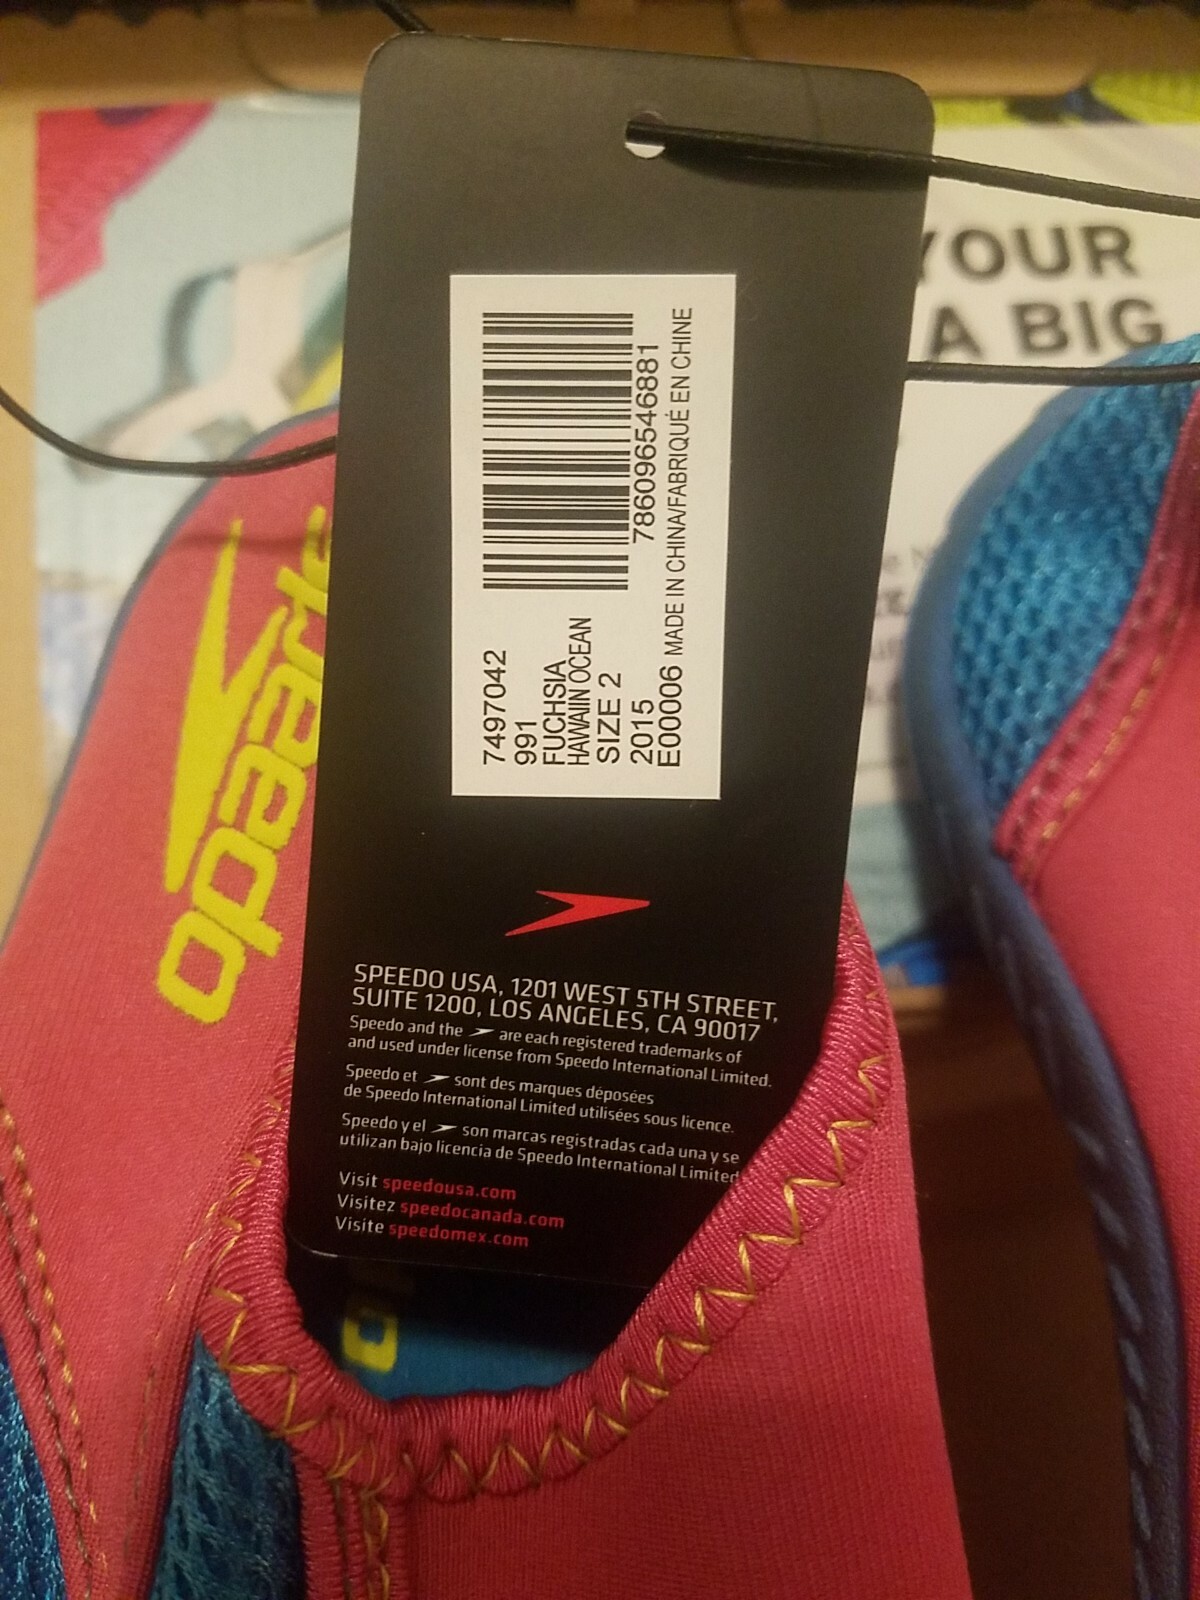 786096546881
7497042
991
FUCHSIA
HAWAIIN OCEAN
SIZE 2
2015
E00006 MADE IN CHINA/FABRIQUÉ EN CHINE
SPEEDO USA, 1201 WEST 5TH STREET,
SUITE 1200, LOS ANGELES, CA 90017
Speedo and the are each registered trademarks of
and used under license from Speedo International Limited.
Speedo et sont des marques déposées
de Speedo International Limited utilisées sous licence.
Speedo y el son marcas registradas cada una y se
utilizan bajo licencia de Speedo International Limited
Visit speedousa.com
Visitez speedocanada.com
Visite speedomex.com
speedo
YOUR
A BIG